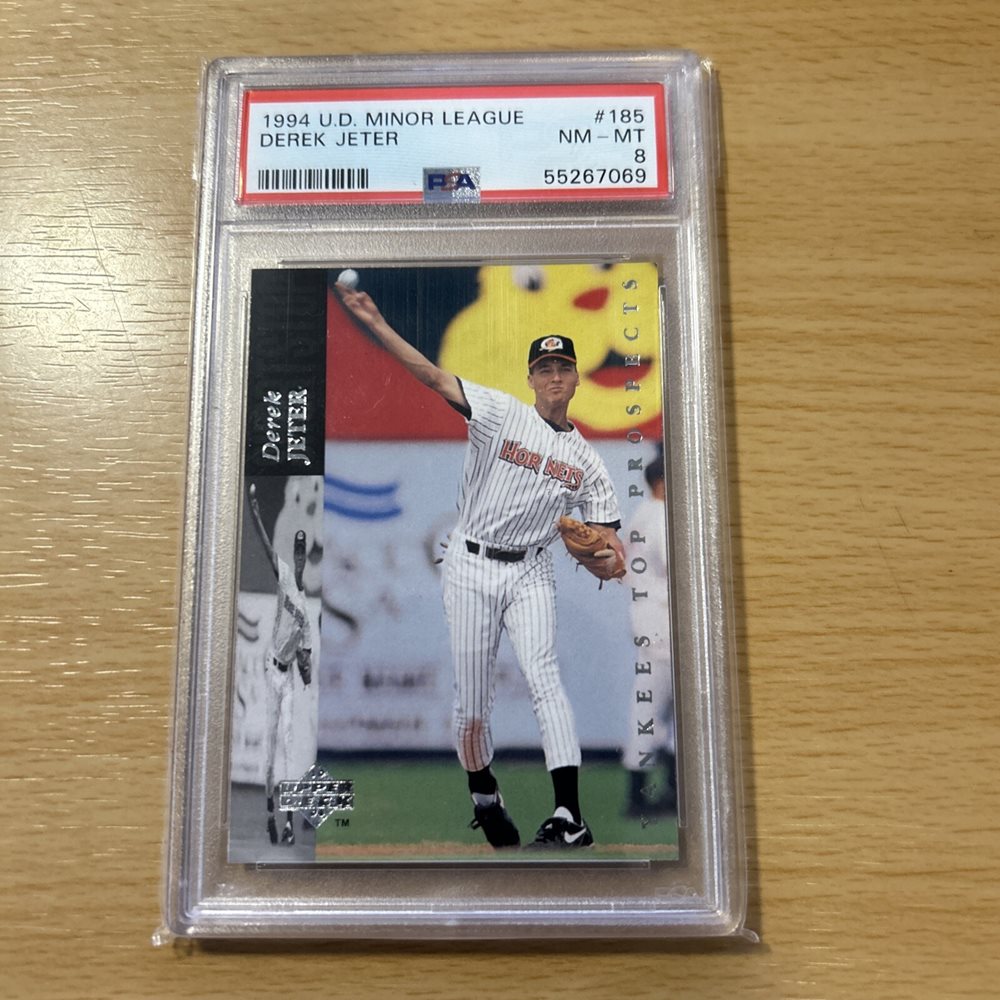 1994 U.D. MINOR LEAGUE #185
DEREK JETER NM - MT
8
PSA 55267069
Derek
JETER
YANKEES TOP PROSPECTS
HORNETS
UPPER
DECK
TM